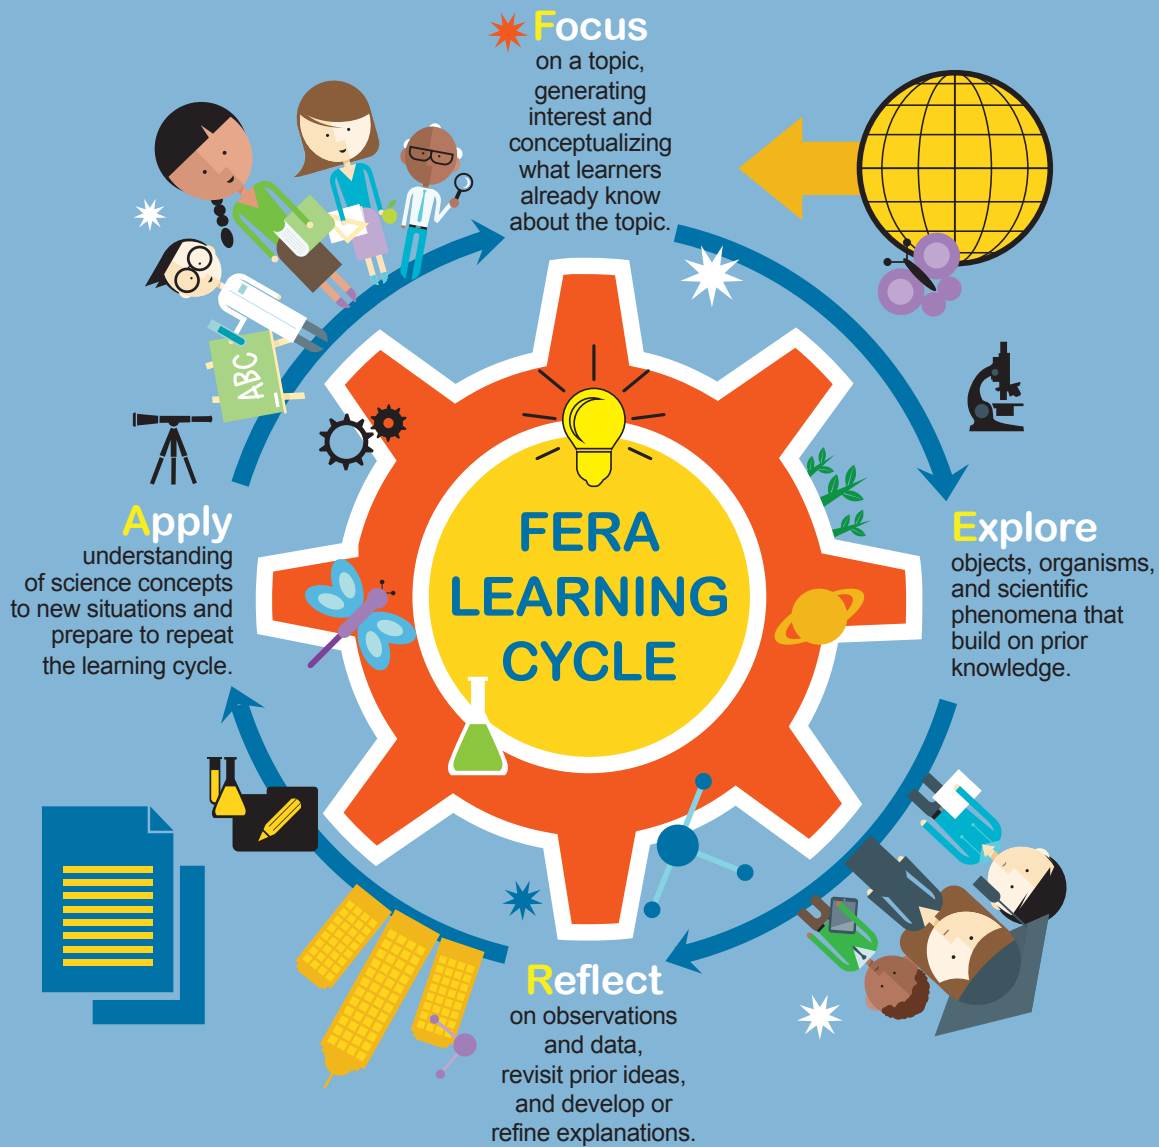 Focus
on a topic,
generating
interest and
conceptualizing
what learners
already know
about the topic.
Explore
objects, organisms,
and scientific
phenomena that
build on prior
knowledge.
Reflect
on observations
and data,
revisit prior ideas,
and develop or
refine explanations.
Apply
understanding
of science concepts
to new situations and
prepare to repeat
the learning cycle.
ABC
FERA
LEARNING
CYCLE